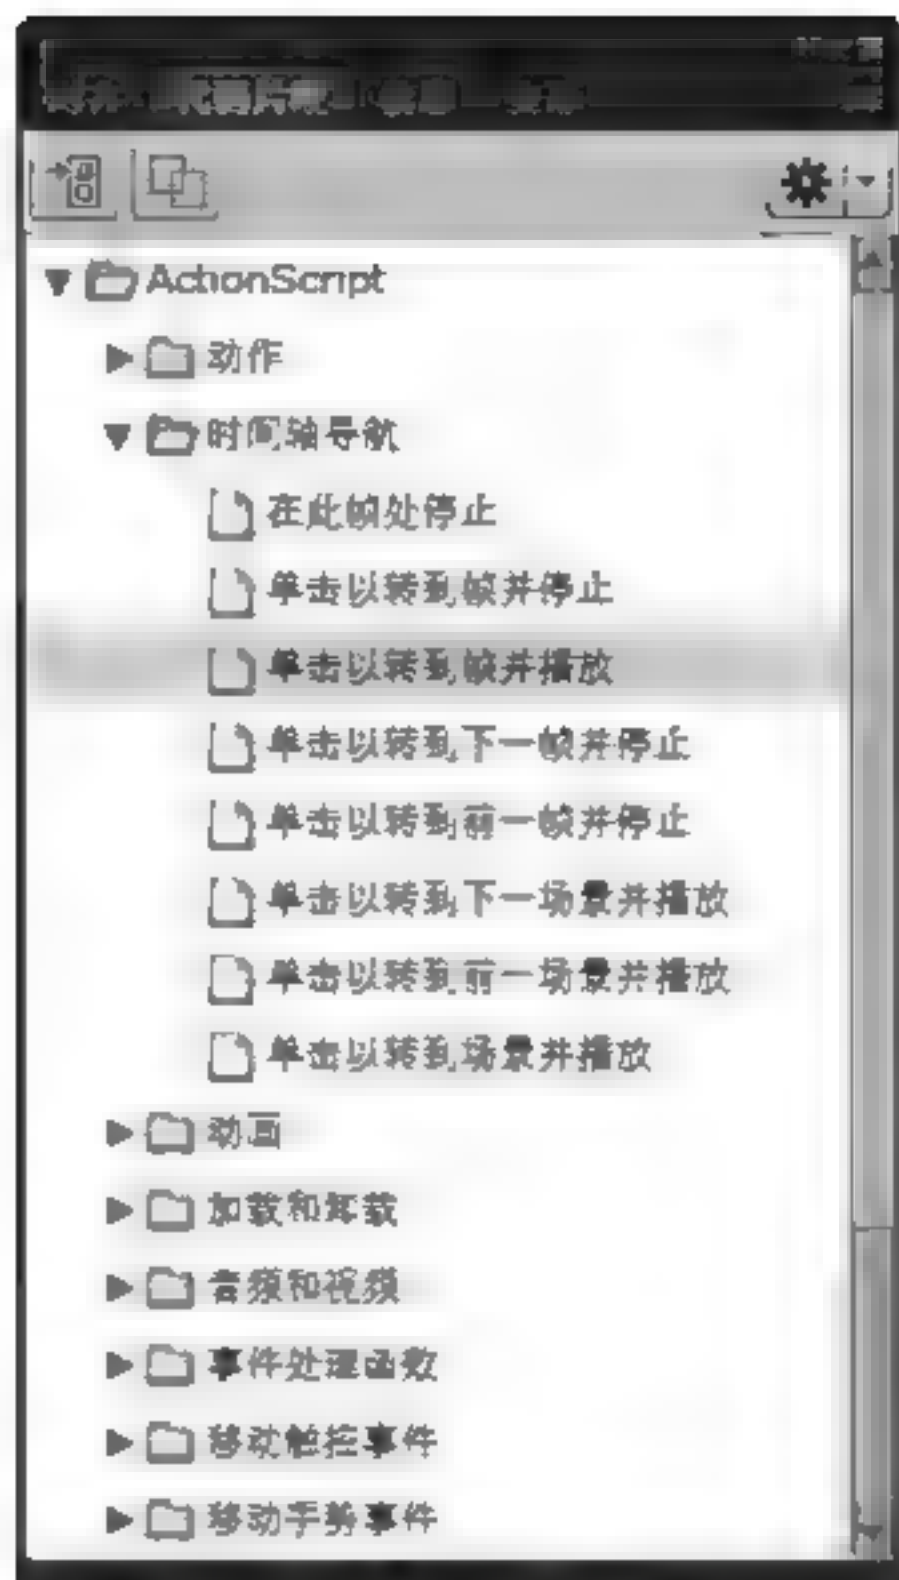 ActionScript
动作
时间轴导航
在此帧处停止
单击以转到帧并停止
单击以转到帧并播放
单击以转到下一帧并停止
单击以转到前一帧并停止
单击以转到下一场景并播放
单击以转到前一场景并播放
单击以转到场景并播放
动画
加载和卸载
音频和视频
事件处理函数
移动触控事件
移动手势事件